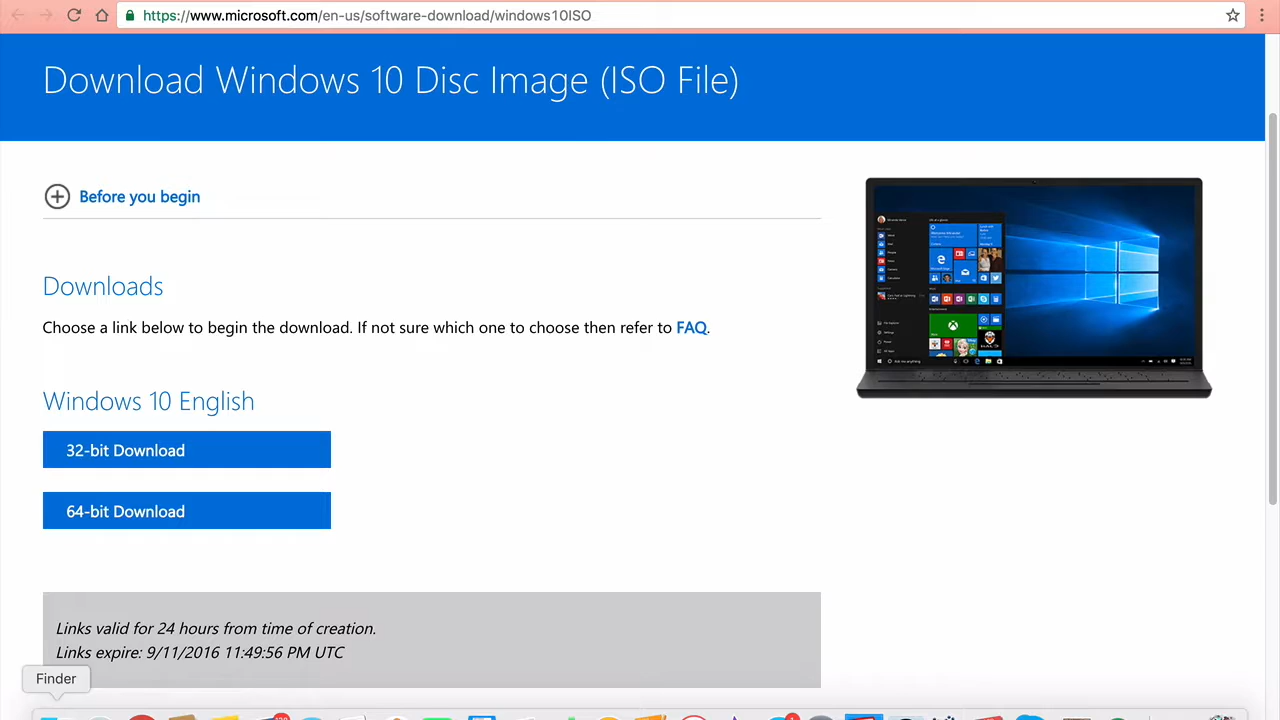 https://www.microsoft.com/en-us/software-download/windows10ISO
Download Windows 10 Disc Image (ISO File)
Before you begin
Downloads
Choose a link below to begin the download. If not sure which one to choose then refer to FAQ.
Windows 10 English
32-bit Download
64-bit Download
Links valid for 24 hours from time of creation.
Links expire: 9/11/2016 11:49:56 PM UTC
Finder